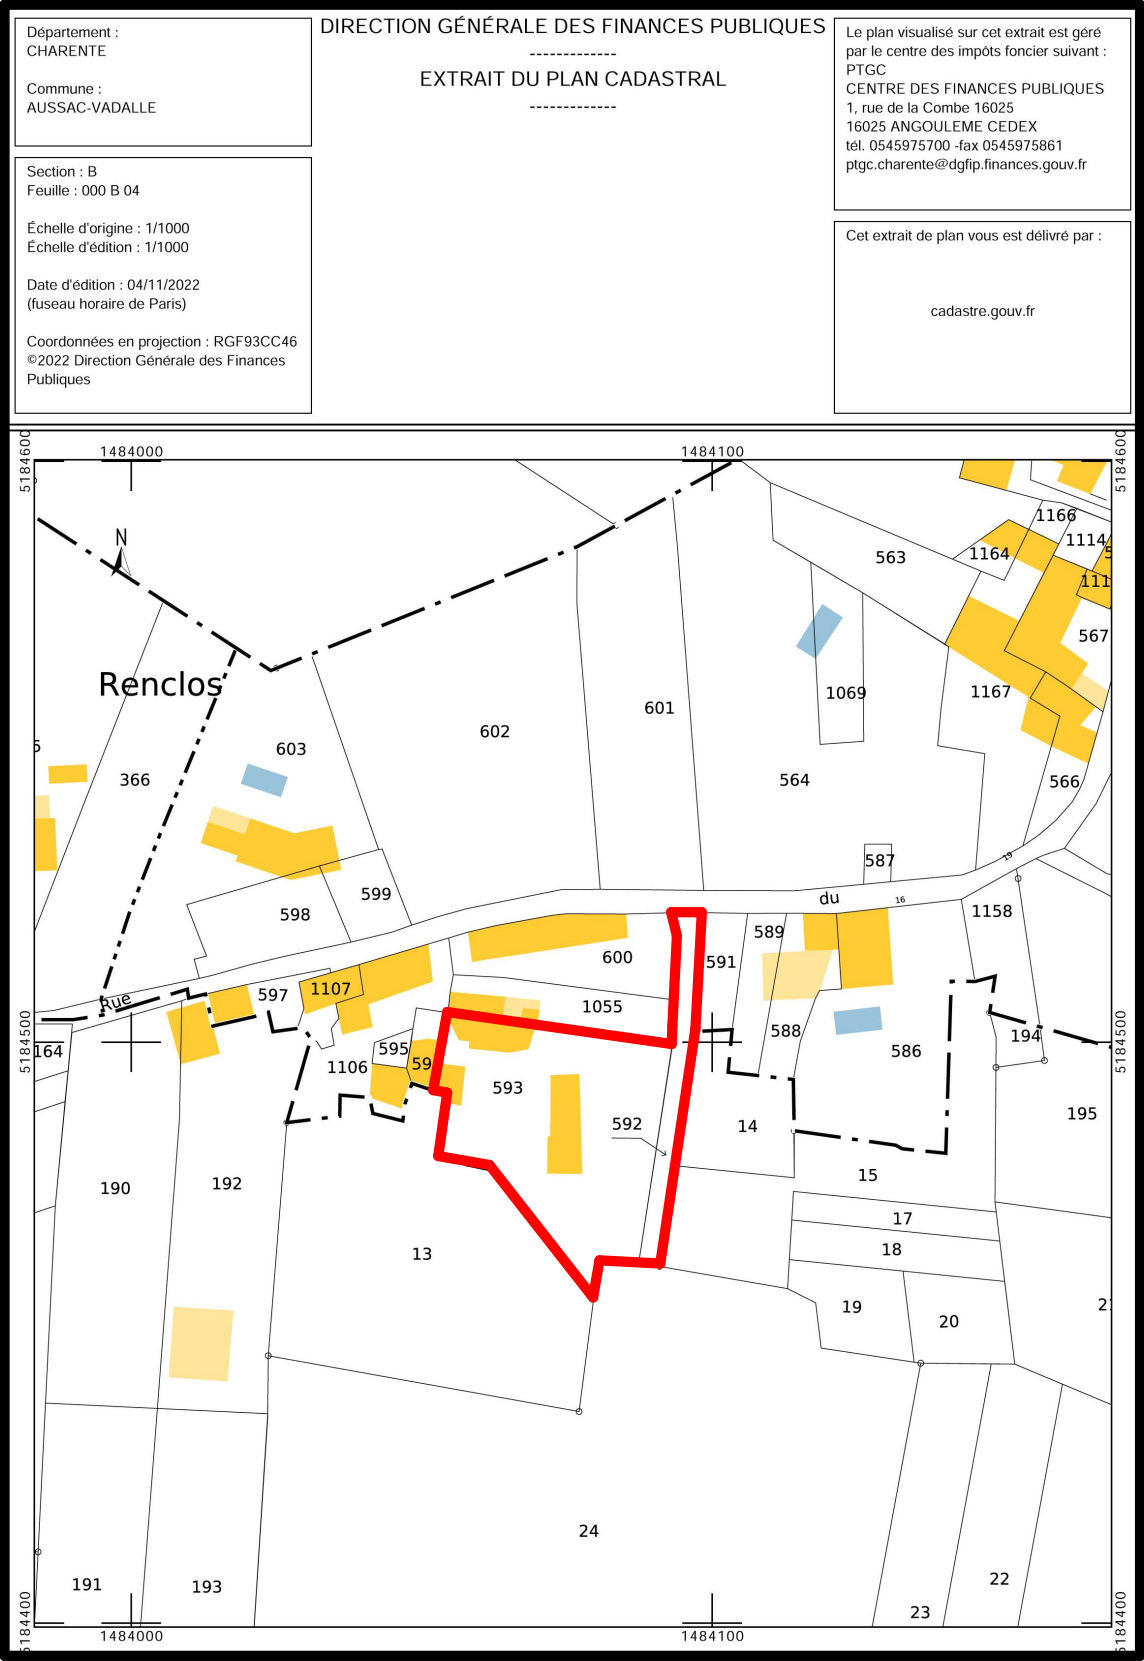 Département :
CHARENTE
Commune :
AUSSAC-VADALLE
Section : B
Feuille : 000 B 04
Échelle d'origine : 1/1000
Échelle d'édition : 1/1000
Date d'édition : 04/11/2022
(fuseau horaire de Paris)
Coordonnées en projection : RGF93CC46
©2022 Direction Générale des Finances
Publiques
DIRECTION GÉNÉRALE DES FINANCES PUBLIQUES
-------------
EXTRAIT DU PLAN CADASTRAL
-------------
Le plan visualisé sur cet extrait est géré
par le centre des impôts foncier suivant :
PTGC
CENTRE DES FINANCES PUBLIQUES
1, rue de la Combe 16025
16025 ANGOULEME CEDEX
tél. 0545975700 -fax 0545975861
ptgc.charente@dgfip.finances.gouv.fr
Cet extrait de plan vous est délivré par :
cadastre.gouv.fr
1484000
1484100
5184600
5184600
N
1166
1114
1164
563
111
567
Renclos
1167
1069
601
602
603
366
564
566
587
19
599
598
du
16
1158
589
600
591
597
1107
Rue
1055
588
5184500
5184500
164
595
59
1106
586
194
593
592
14
195
15
190
192
17
18
13
19
20
24
191
193
22
23
5184400
5184400
1484000
1484100